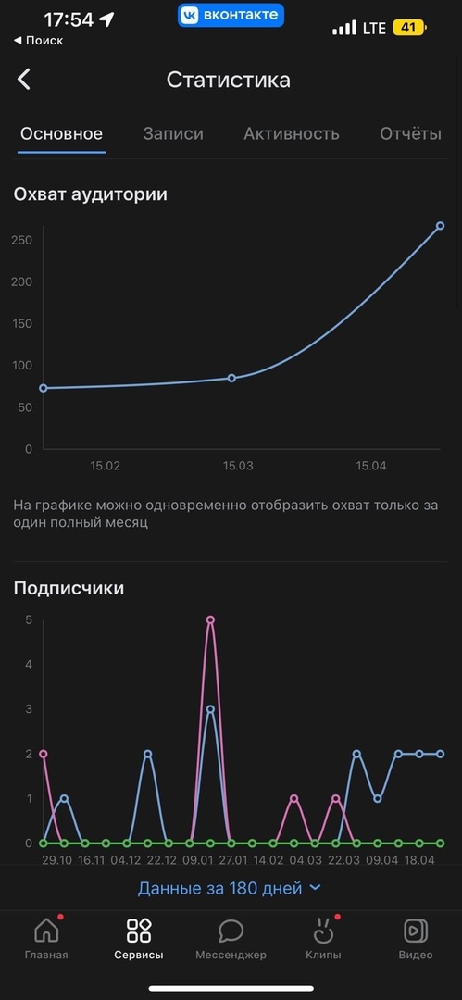 17:54
вконтакте
LTE
41
◀ Поиск
Статистика
Основное Записи Активность Отчёты
Охват аудитории
250
200
150
100
50
0
15.02 15.03 15.04
На графике можно одновременно отобразить охват только за
один полный месяц
Подписчики
5
4
3
2
1
0
29.10 16.11 04.12 22.12 09.01 27.01 14.02 04.03 22.03 09.04 18.04
Данные за 180 дней
Главная Сервисы Мессенджер Клипы Видео